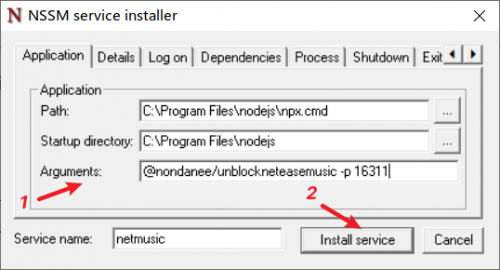 NSSM service installer
Application Details Log on Dependencies Process Shutdown Exit
Application
Path: C:\Program Files\nodejs\npx.cmd ...
Startup directory: C:\Program Files\nodejs ...
Arguments: @nondanee/unblockneteasemusic -p 16311
1
2
Service name: netmusic Install service Cancel